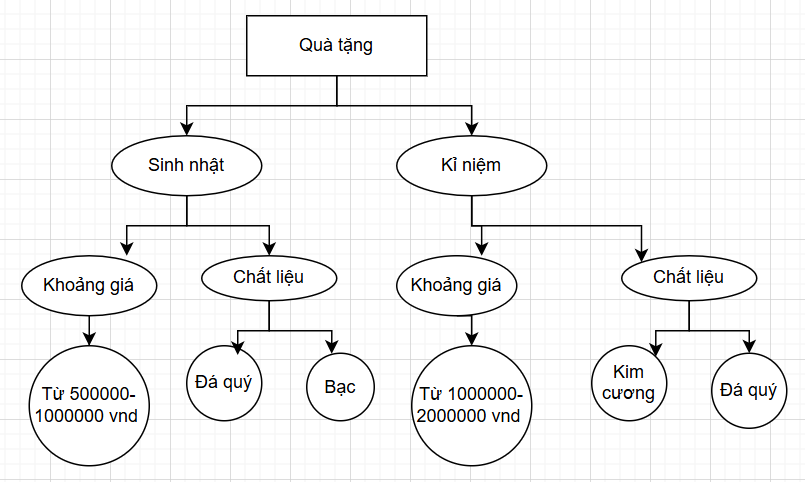 Quà tặng
Sinh nhật
Kỉ niệm
Khoảng giá
Chất liệu
Khoảng giá
Chất liệu
Từ 500000-
1000000 vnd
Đá quý
Bạc
Từ 1000000-
2000000 vnd
Kim
cương
Đá quý